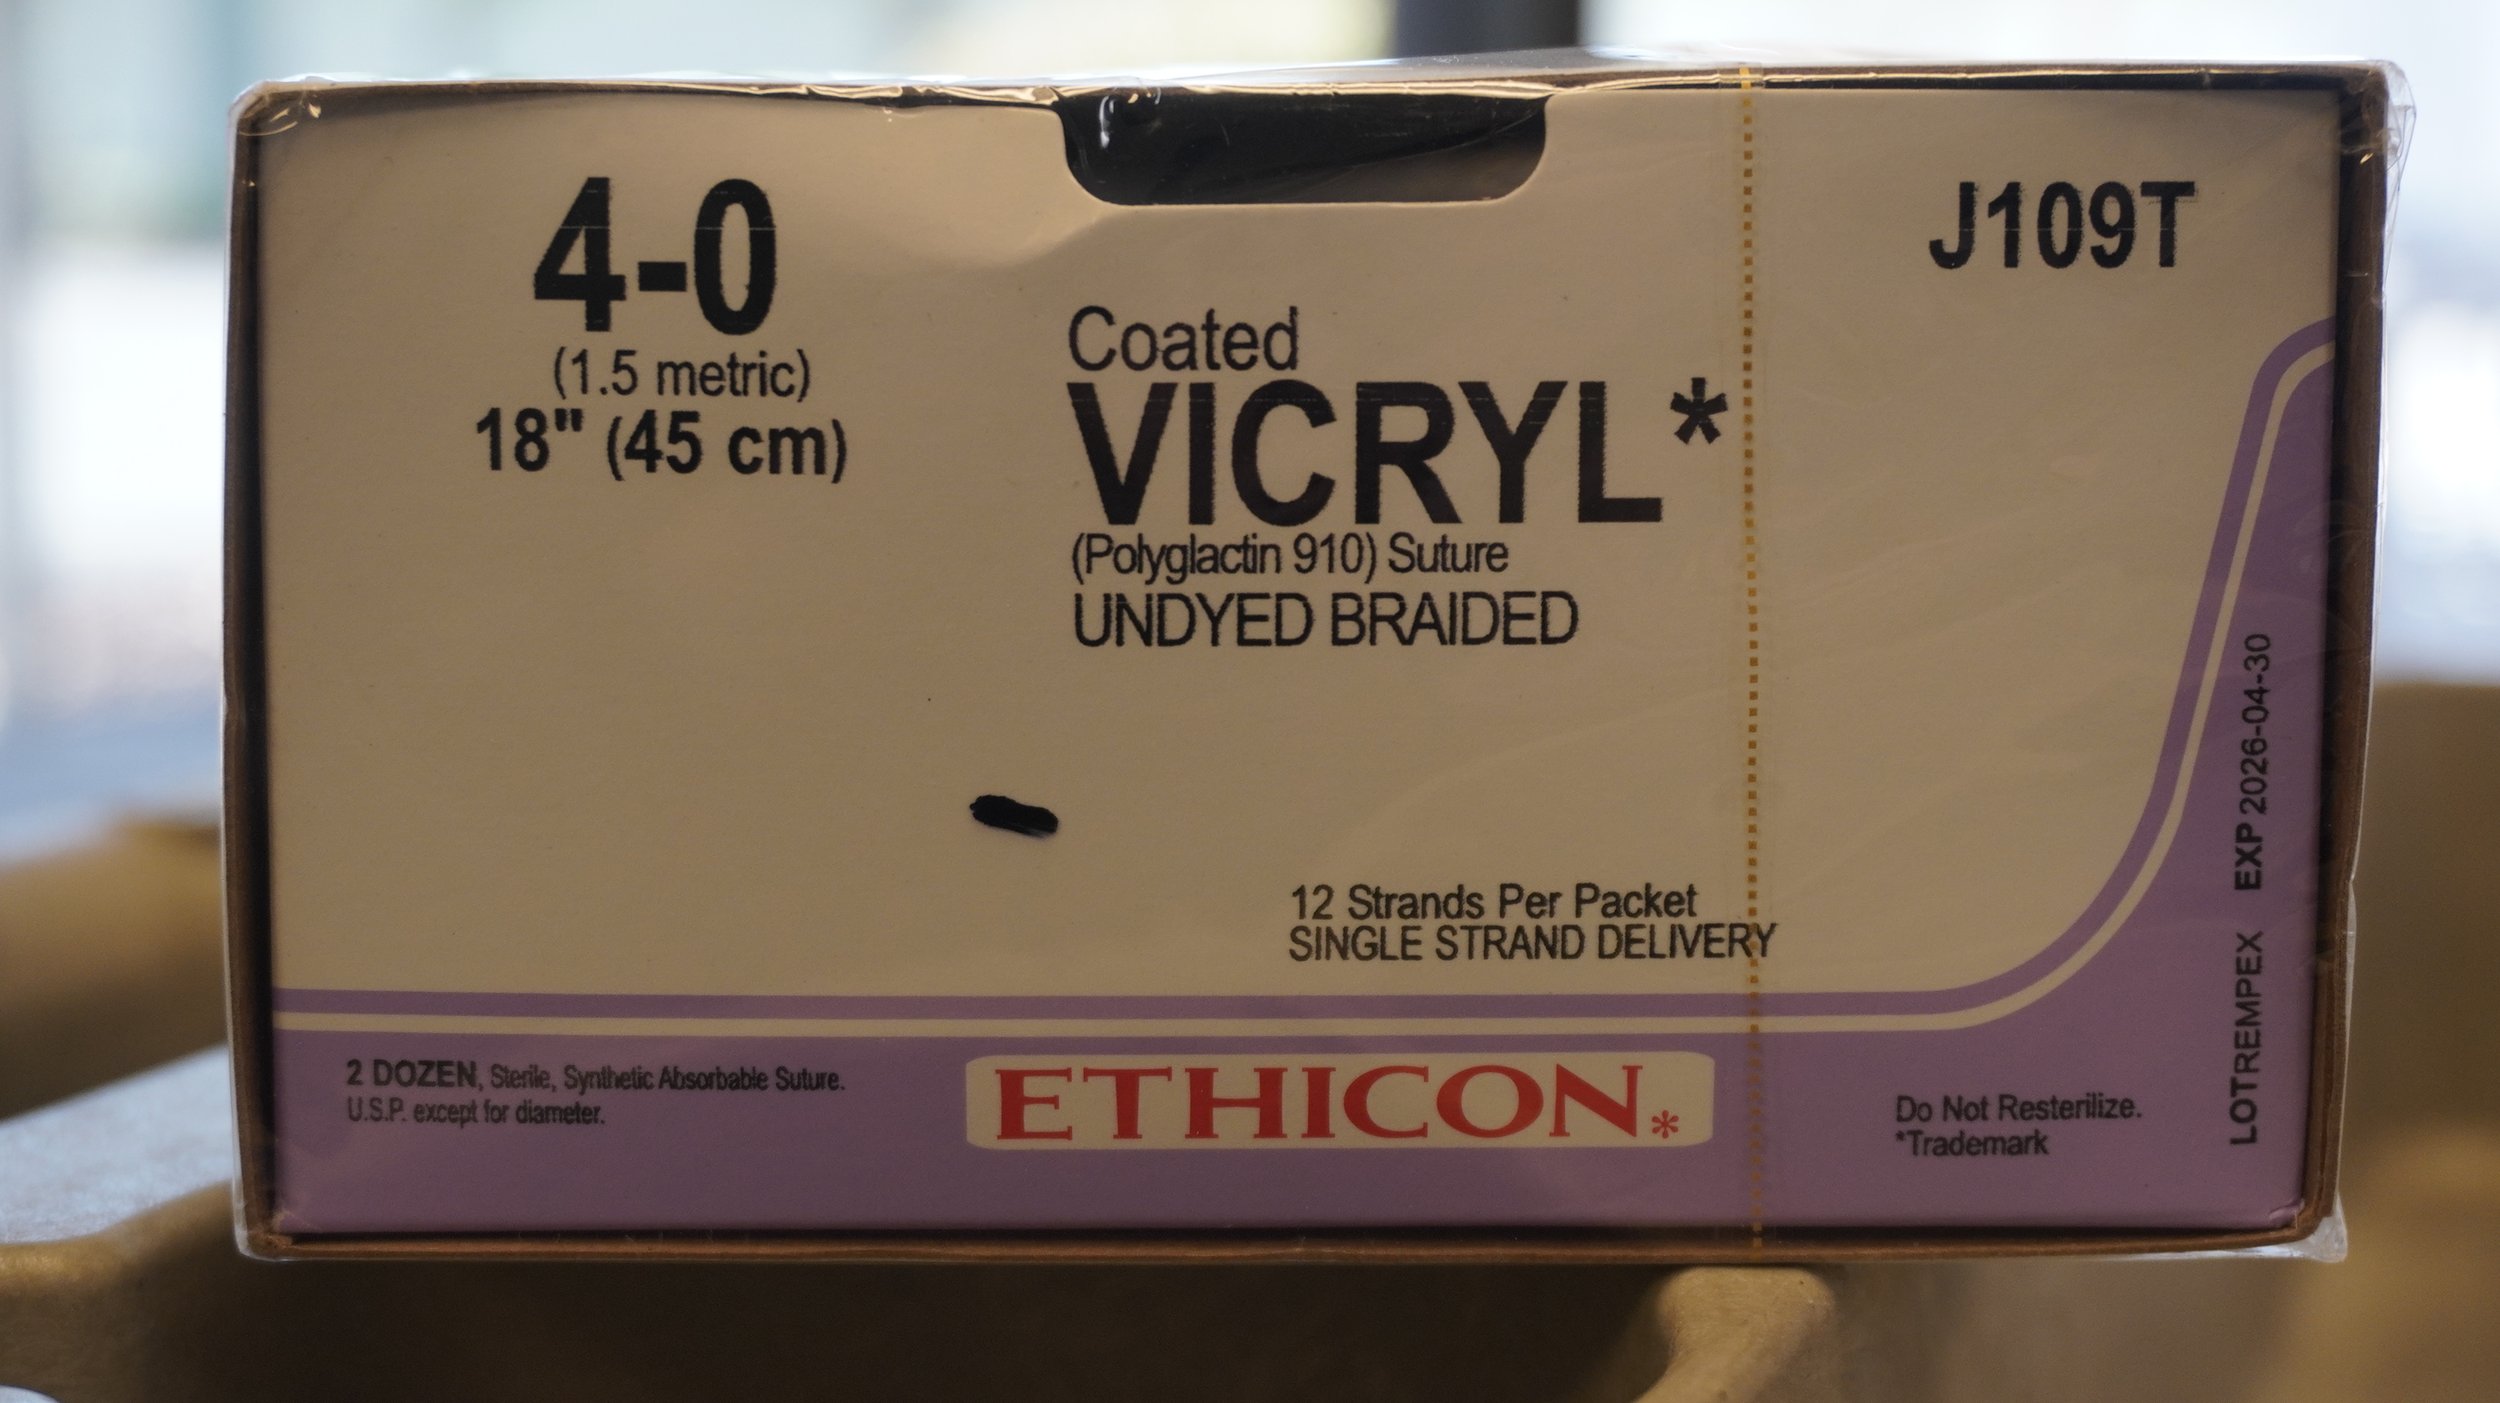 4-0
(1.5 metric)
18" (45 cm)
J109T
Coated
VICRYL*
(Polyglactin 910) Suture
UNDYED BRAIDED
12 Strands Per Packet
SINGLE STRAND DELIVERY
2 DOZEN, Sterile, Synthetic Absorbable Suture.
U.S.P. except for diameter.
ETHICON*
Do Not Resterilize.
*Trademark
LOTREMPEX EXP 2026-04-30